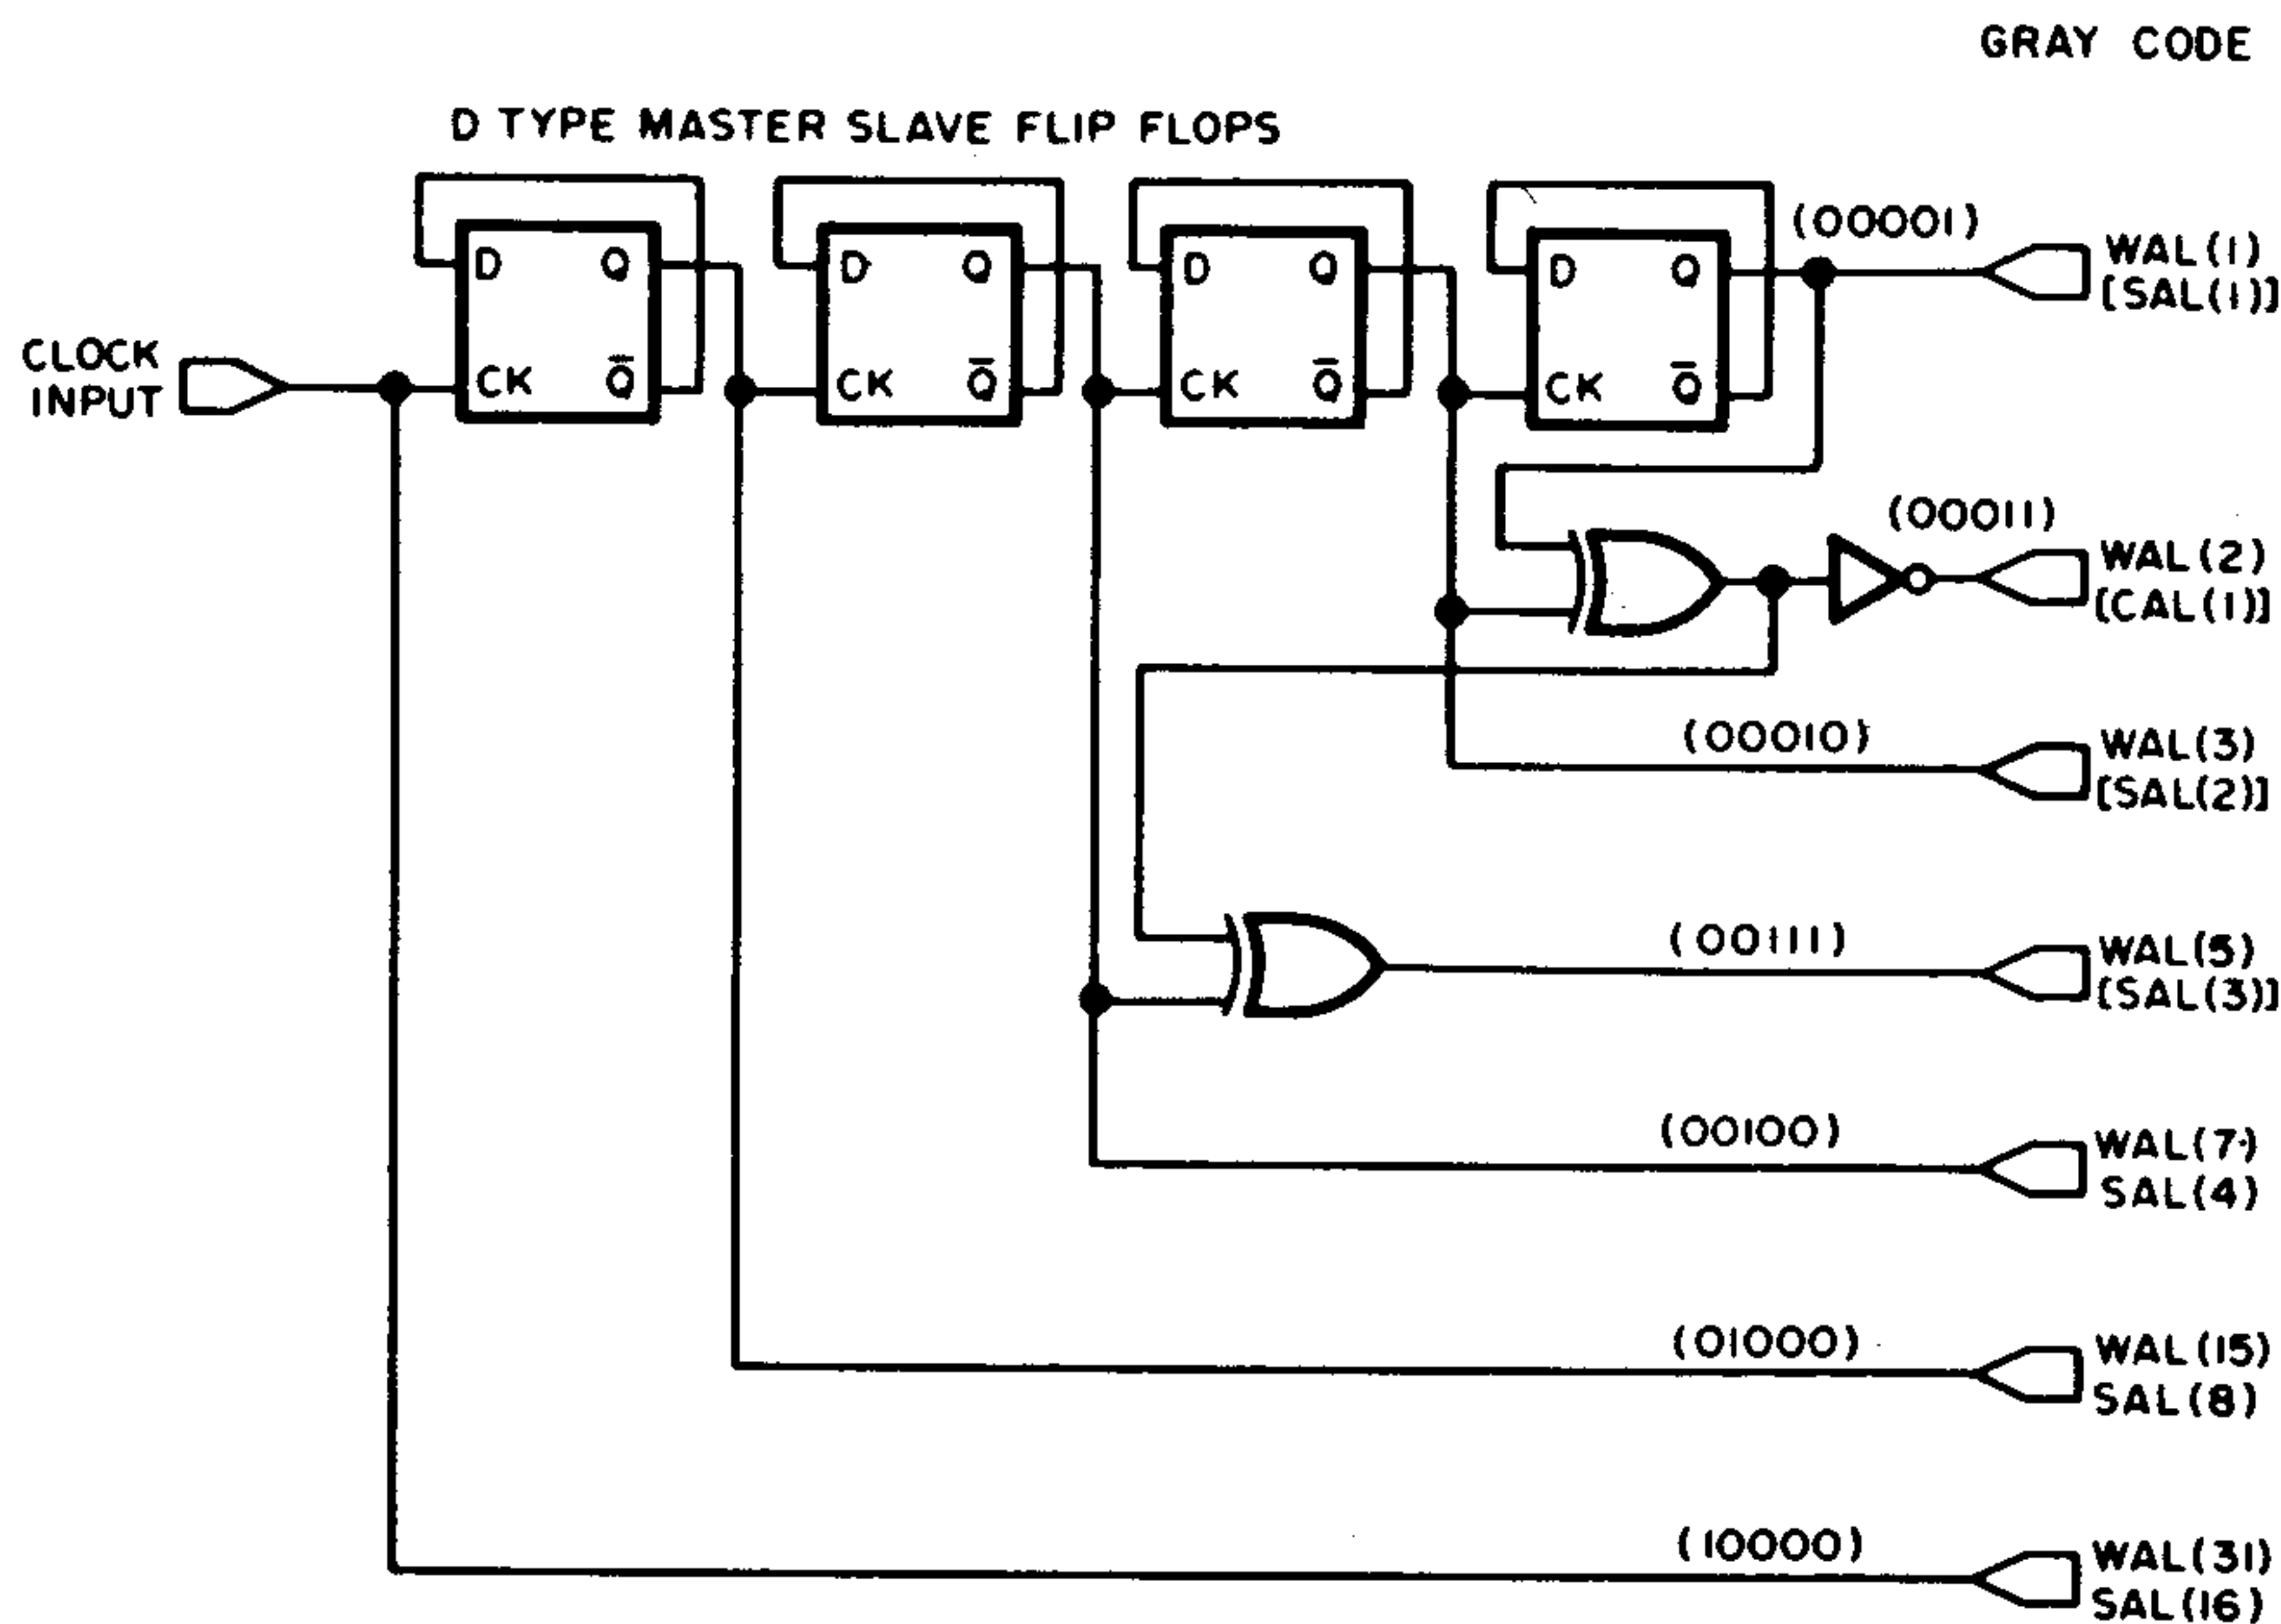 GRAY CODE
D TYPE MASTER SLAVE FLIP FLOPS
CLOCK
INPUT
D Q
CK Q̅
D Q
CK Q̅
D Q
CK Q̅
D Q
CK Q̅
(00001)
WAL(1)
[SAL(1)]
(00011)
WAL(2)
[CAL(1)]
(00010)
WAL(3)
[SAL(2)]
(00111)
WAL(5)
[SAL(3)]
(00100)
WAL(7)
SAL(4)
(01000)
WAL(15)
SAL(8)
(10000)
WAL(31)
SAL(16)